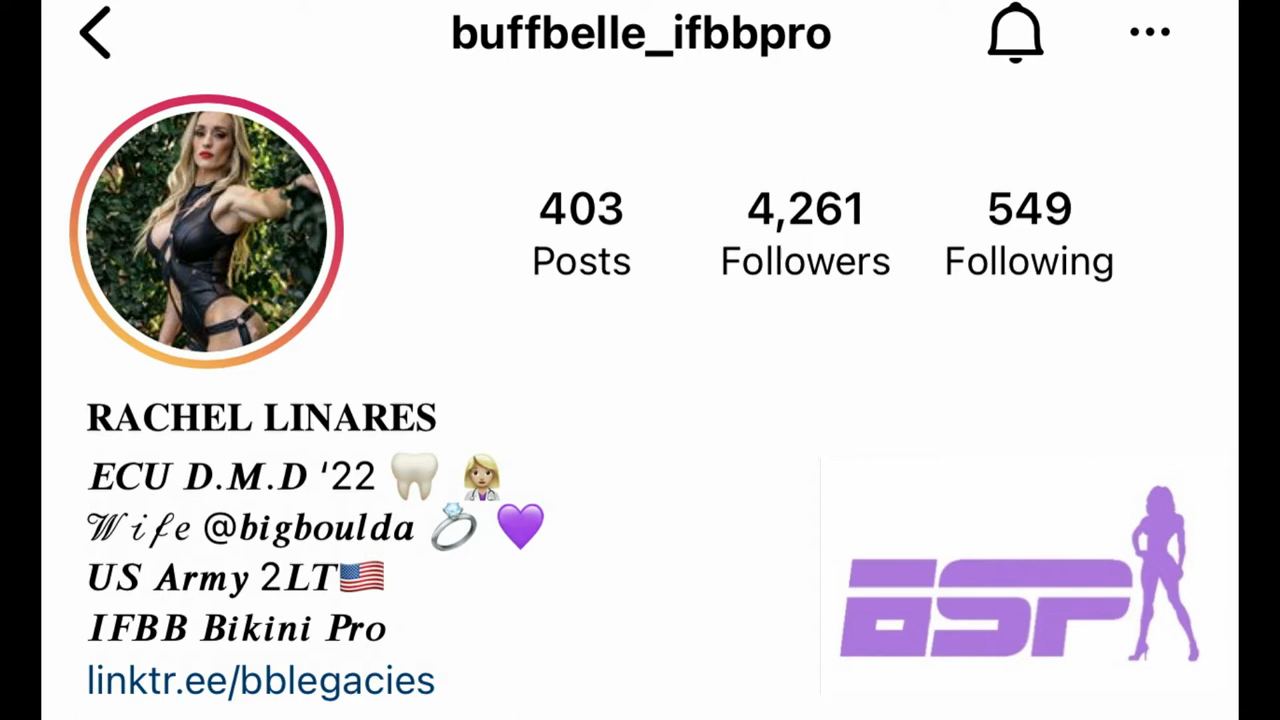 buffbelle_ifbbpro
403 4,261 549
Posts Followers Following
RACHEL LINARES
ECU D.M.D '22
Wife @bigboulda
US Army 2LT
IFBB Bikini Pro
linktr.ee/bblegacies
BSP